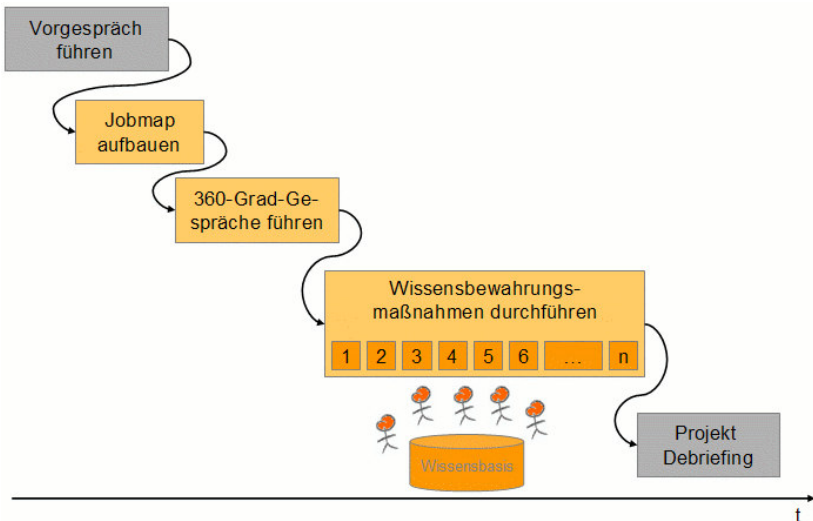 Vorgespräch
führen
Jobmap
aufbauen
360-Grad-Ge-
spräche führen
Wissensbewahrungs-
maßnahmen durchführen
1 2 3 4 5 6 ... n
Wissensbasis
Projekt
Debriefing
t